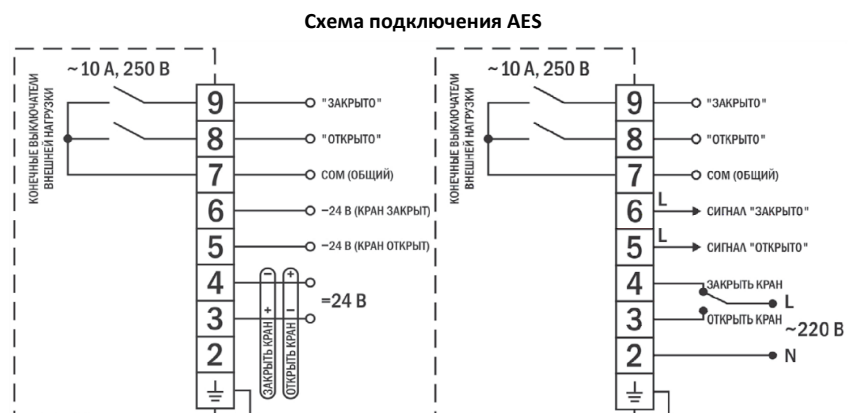 Схема подключения AES
~10 А, 250 В
КОНЕЧНЫЕ ВЫКЛЮЧАТЕЛИ
ВНЕШНЕЙ НАГРУЗКИ
9 "ЗАКРЫТО"
8 "ОТКРЫТО"
7 COM (ОБЩИЙ)
6 −24 В (КРАН ЗАКРЫТ)
5 −24 В (КРАН ОТКРЫТ)
4 − +
=24 В
3 + −
ЗАКРЫТЬ КРАН
ОТКРЫТЬ КРАН
2
~10 А, 250 В
КОНЕЧНЫЕ ВЫКЛЮЧАТЕЛИ
ВНЕШНЕЙ НАГРУЗКИ
9 "ЗАКРЫТО"
8 "ОТКРЫТО"
7 COM (ОБЩИЙ)
6 L СИГНАЛ "ЗАКРЫТО"
5 L СИГНАЛ "ОТКРЫТО"
4 ЗАКРЫТЬ КРАН
L
3 ОТКРЫТЬ КРАН
~220 В
2 N